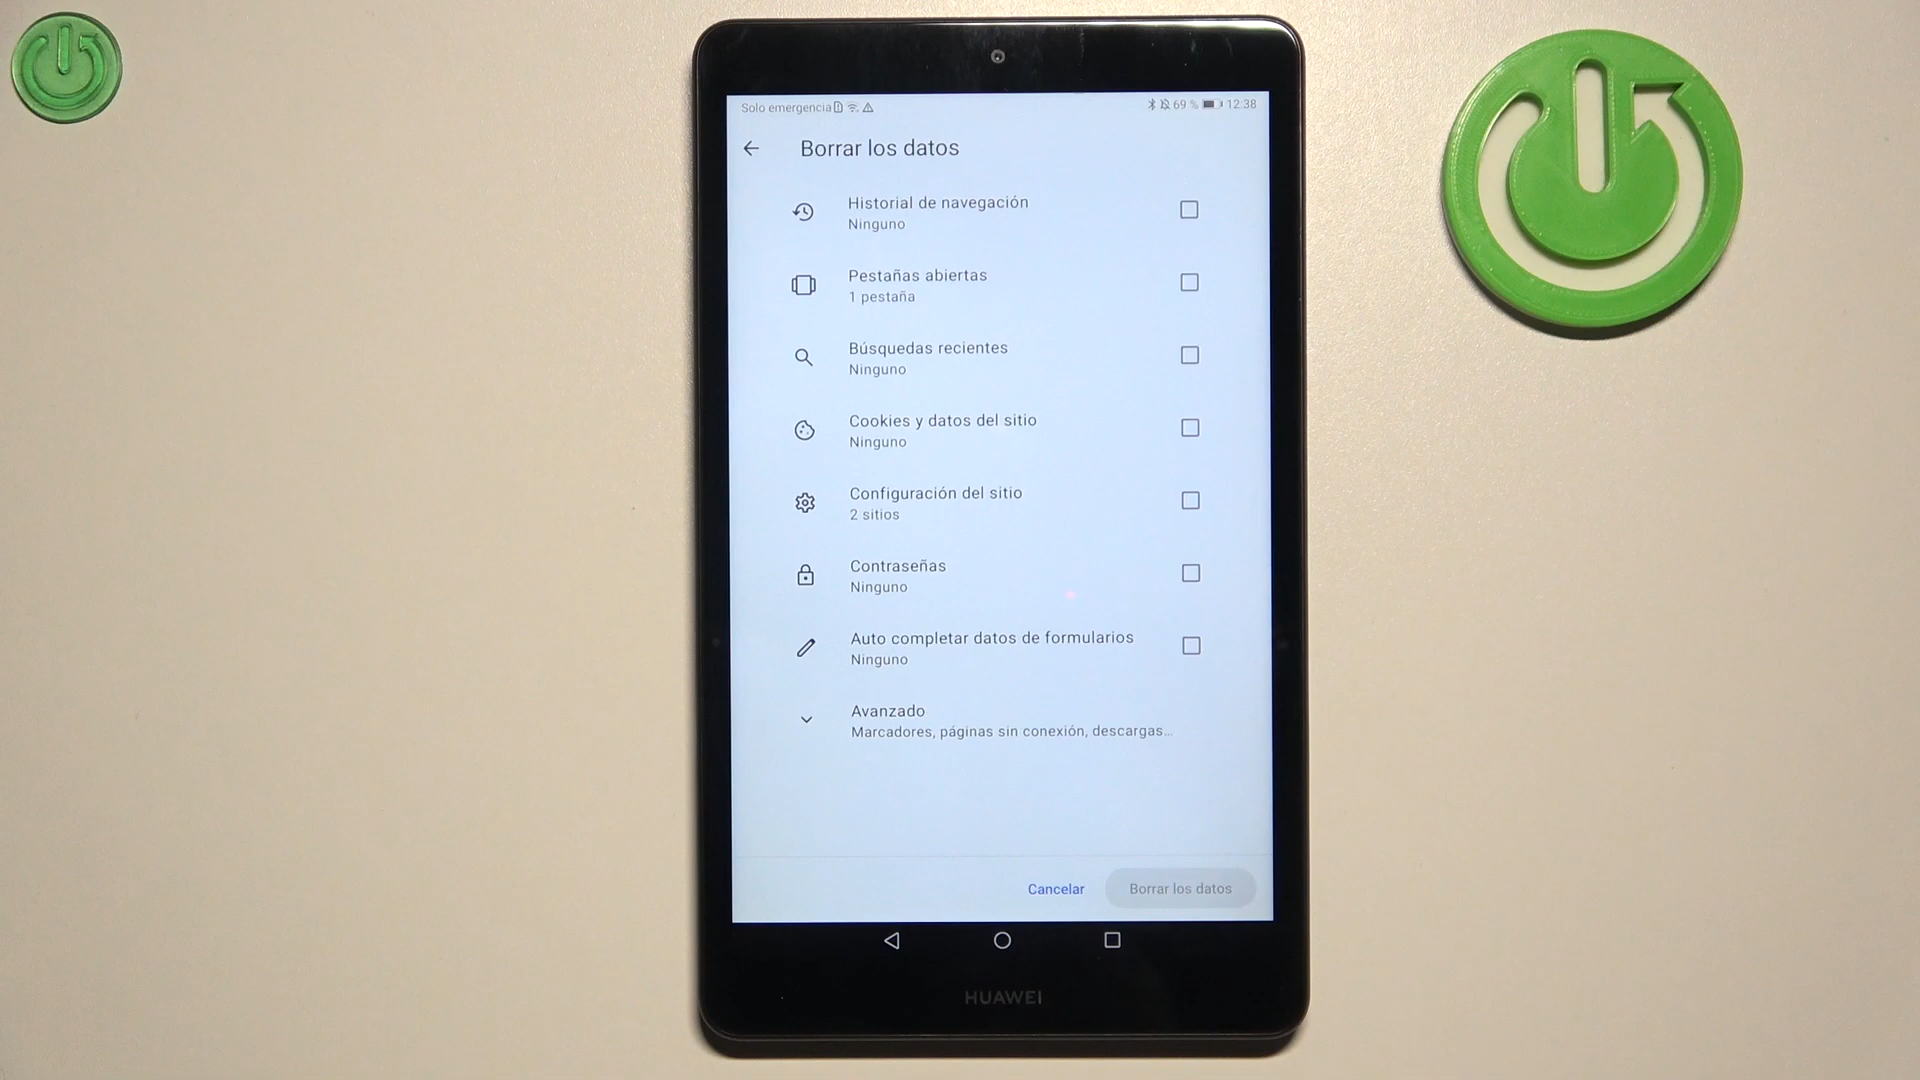 Solo emergencia
69 % 12:38
Borrar los datos
Historial de navegación
Ninguno
Pestañas abiertas
1 pestaña
Búsquedas recientes
Ninguno
Cookies y datos del sitio
Ninguno
Configuración del sitio
2 sitios
Contraseñas
Ninguno
Auto completar datos de formularios
Ninguno
Avanzado
Marcadores, páginas sin conexión, descargas...
Cancelar Borrar los datos
HUAWEI